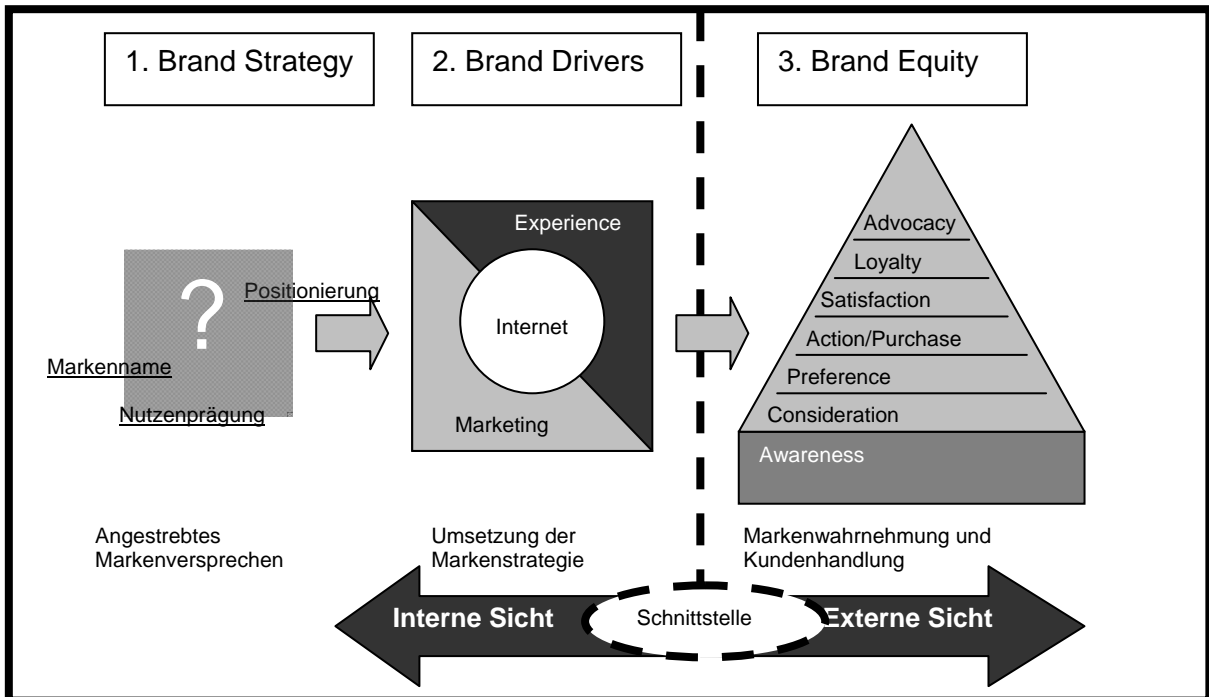 1. Brand Strategy
2. Brand Drivers
3. Brand Equity
?
Positionierung
Markenname
Nutzenprägung
Experience
Internet
Marketing
Advocacy
Loyalty
Satisfaction
Action/Purchase
Preference
Consideration
Awareness
Angestrebtes
Markenversprechen
Umsetzung der
Markenstrategie
Markenwahrnehmung und
Kundenhandlung
Interne Sicht
Schnittstelle
Externe Sicht